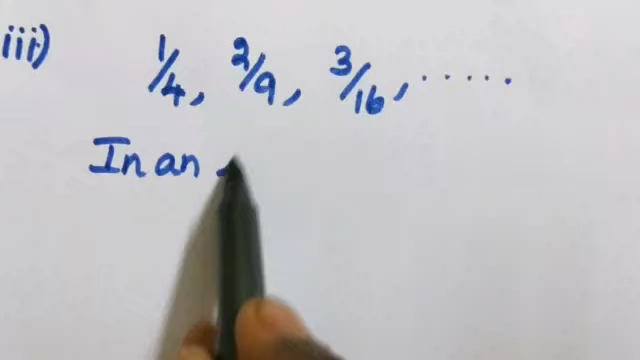 iii) 1/4, 2/9, 3/16, .....
In an